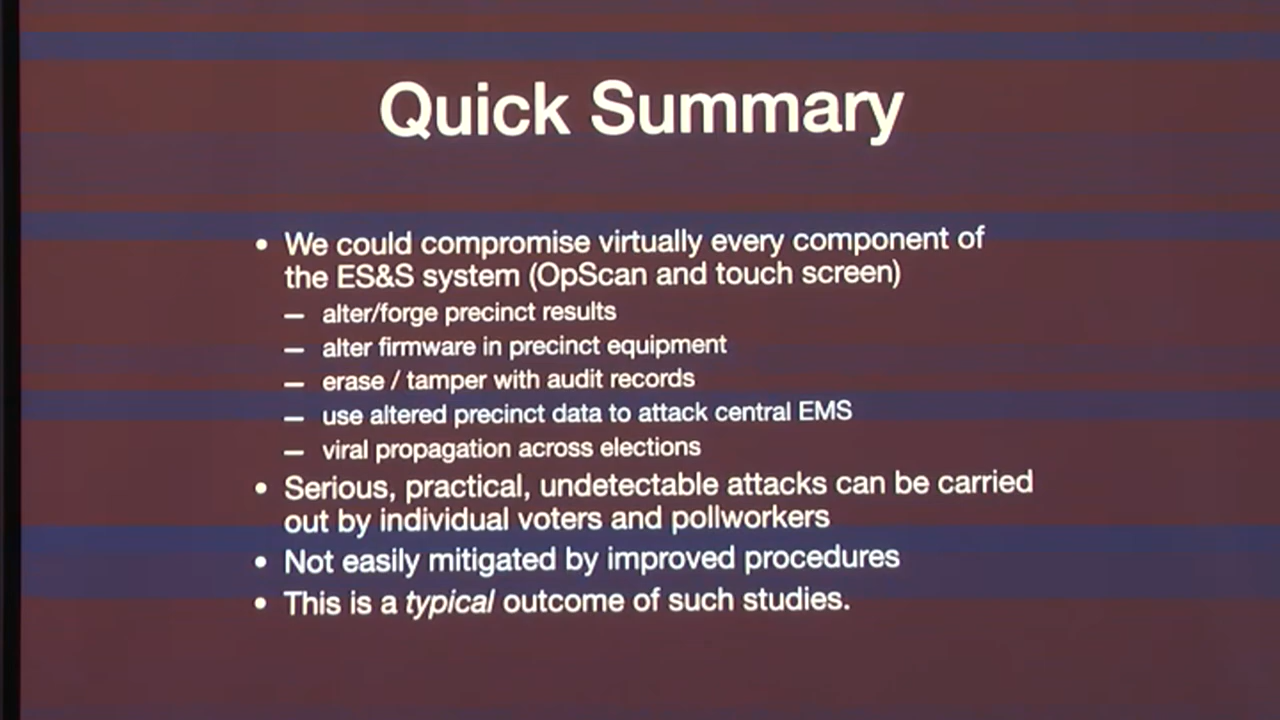 Quick Summary
• We could compromise virtually every component of
the ES&S system (OpScan and touch screen)
— alter/forge precinct results
— alter firmware in precinct equipment
— erase / tamper with audit records
— use altered precinct data to attack central EMS
— viral propagation across elections
• Serious, practical, undetectable attacks can be carried
out by individual voters and pollworkers
• Not easily mitigated by improved procedures
• This is a typical outcome of such studies.